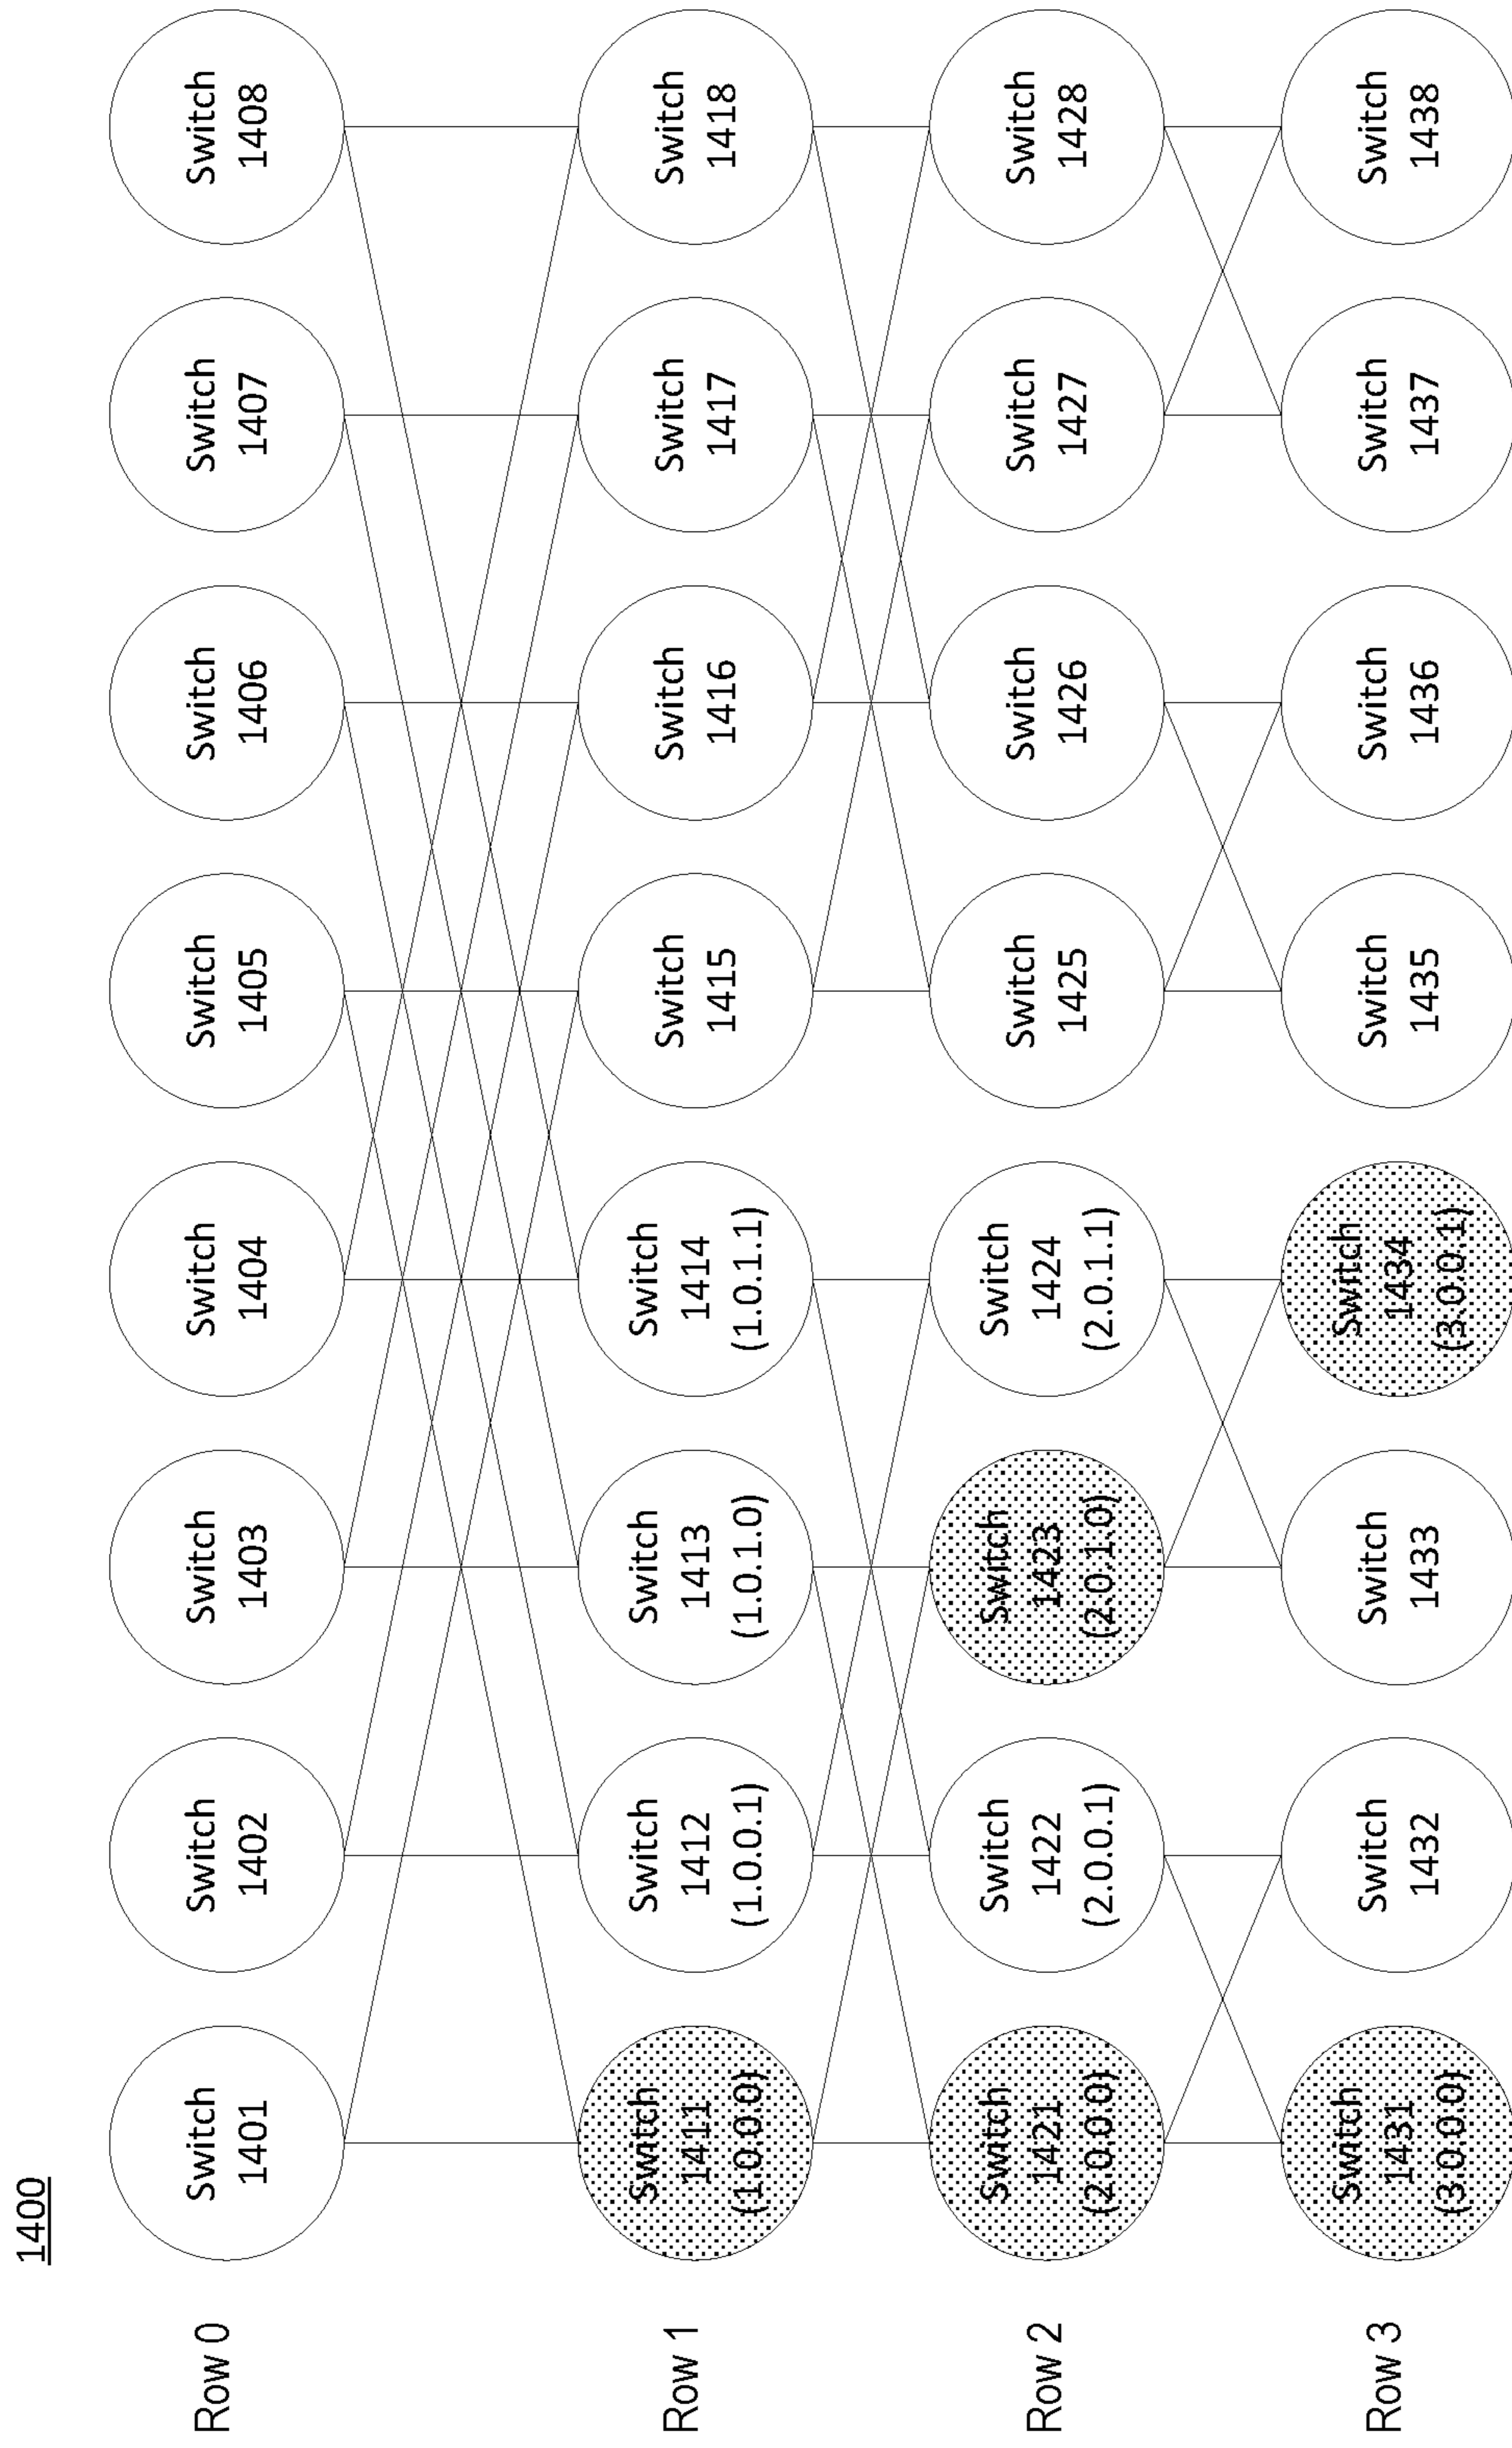 1400
Row 0
Switch
1401
Switch
1402
Switch
1403
Switch
1404
Switch
1405
Switch
1406
Switch
1407
Switch
1408
Row 1
Switch
1411
(1.0.0.0)
Switch
1412
(1.0.0.1)
Switch
1413
(1.0.1.0)
Switch
1414
(1.0.1.1)
Switch
1415
Switch
1416
Switch
1417
Switch
1418
Row 2
Switch
1421
(2.0.0.0)
Switch
1422
(2.0.0.1)
Switch
1423
(2.0.1.0)
Switch
1424
(2.0.1.1)
Switch
1425
Switch
1426
Switch
1427
Switch
1428
Row 3
Switch
1431
(3.0.0.0)
Switch
1432
Switch
1433
Switch
1434
(3.0.0.1)
Switch
1435
Switch
1436
Switch
1437
Switch
1438